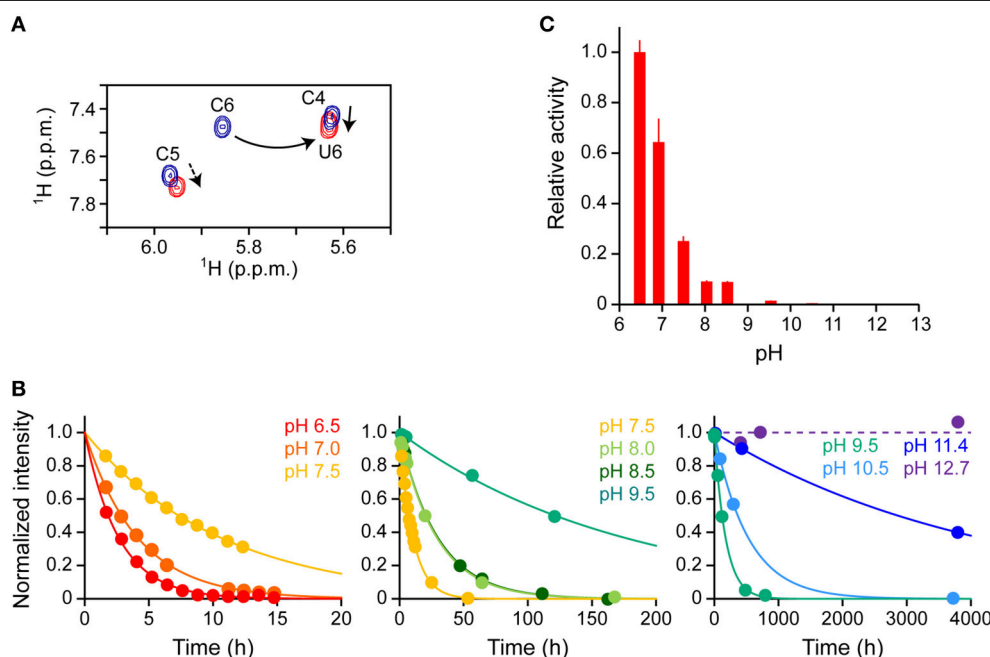 A
C6
C4
U6
C5
7.4
7.6
7.8
6.0
5.8
5.6
¹H (p.p.m.)
¹H (p.p.m.)
C
Relative activity
1.0
0.8
0.6
0.4
0.2
0
6 7 8 9 10 11 12 13
pH
B
Normalized intensity
1.0
0.8
0.6
0.4
0.2
0
pH 6.5
pH 7.0
pH 7.5
0 5 10 15 20
Time (h)
1.0
0.8
0.6
0.4
0.2
0
pH 7.5
pH 8.0
pH 8.5
pH 9.5
0 50 100 150 200
Time (h)
1.0
0.8
0.6
0.4
0.2
0
pH 9.5 pH 11.4
pH 10.5 pH 12.7
0 1000 2000 3000 4000
Time (h)